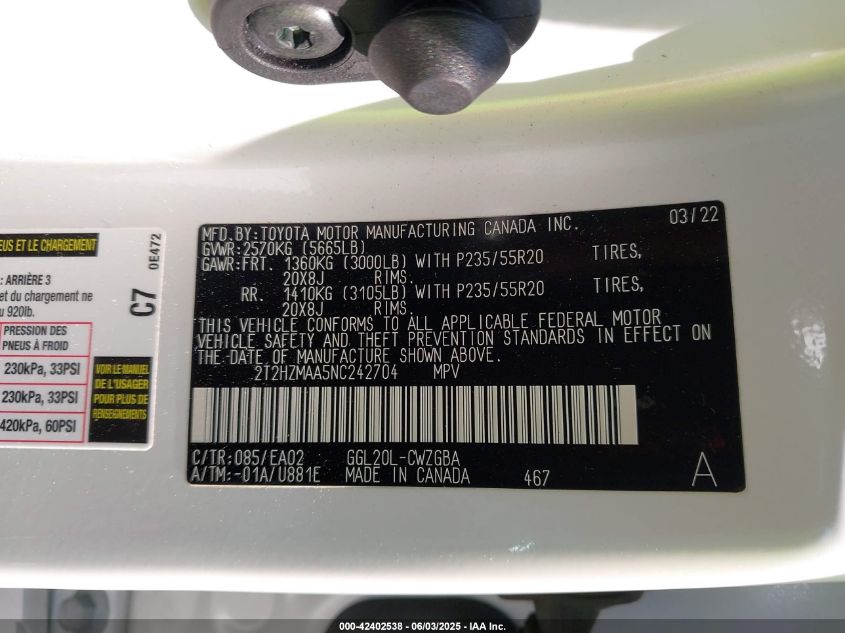 EUS ET LE CHARGEMENT
: ARRIÈRE 3
et du chargement ne
u 920lb.
PRESSION DES
PNEUS À FROID
230kPa, 33PSI
230kPa, 33PSI
420kPa, 60PSI
VOIR LE MANUEL
DE L'USAGER
POUR PLUS DE
RENSEIGNEMENTS
C7
0E472
MFD. BY: TOYOTA MOTOR MANUFACTURING CANADA INC. 03/22
GVWR: 2570KG (5665LB)
GAWR: FRT. 1360KG (3000LB) WITH P235/55R20 TIRES,
20X8J RIMS.
RR. 1410KG (3105LB) WITH P235/55R20 TIRES,
20X8J RIMS.
THIS VEHICLE CONFORMS TO ALL APPLICABLE FEDERAL MOTOR
VEHICLE SAFETY AND THEFT PREVENTION STANDARDS IN EFFECT ON
THE DATE OF MANUFACTURE SHOWN ABOVE.
2T2HZMAA5NC242704 MPV
C/TR: 085/EA02 GGL20L-CWZGBA
A/TM: -01A/U881E MADE IN CANADA 467 A
000-42402538 - 06/03/2025 - IAA Inc.